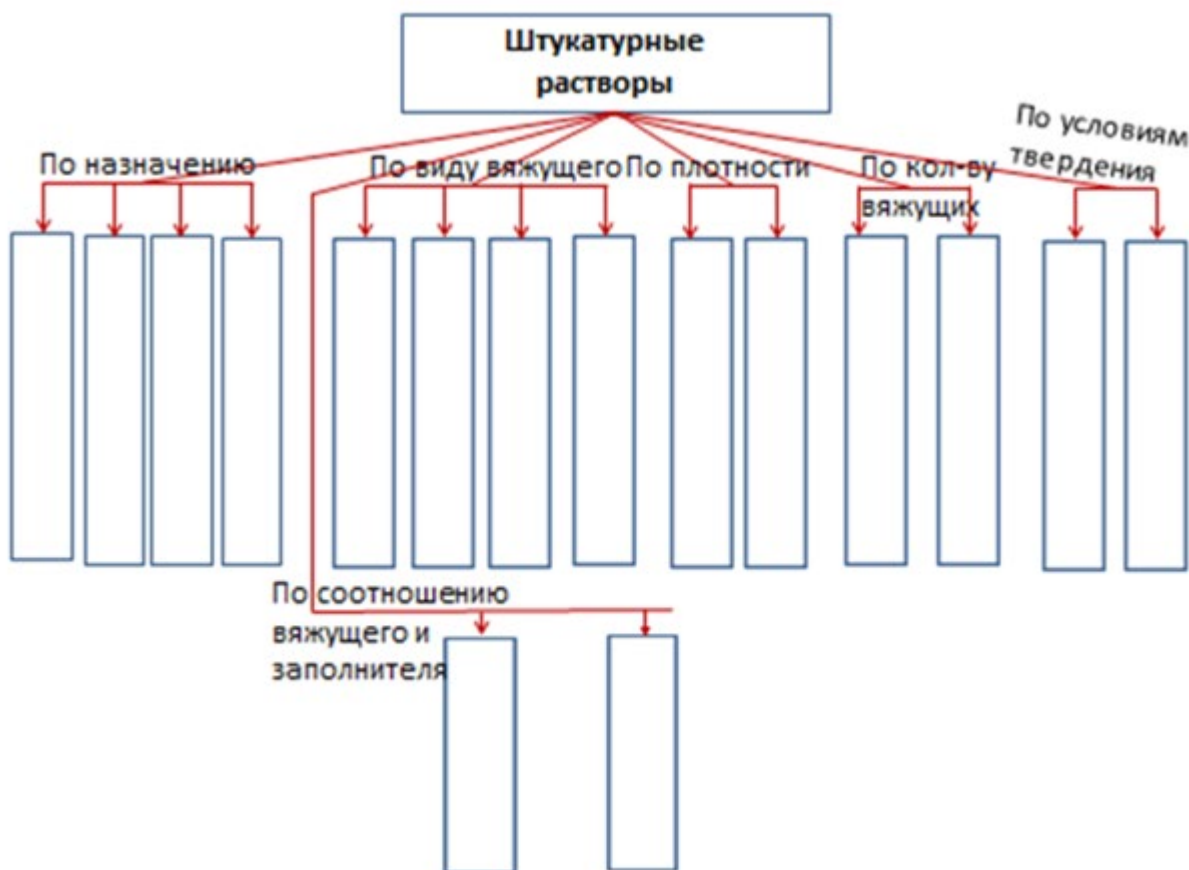 Штукатурные
растворы
По назначению
По виду вяжущего
По плотности
По кол-ву
вяжущих
По условиям
твердения
По соотношению
вяжущего и
заполнителя